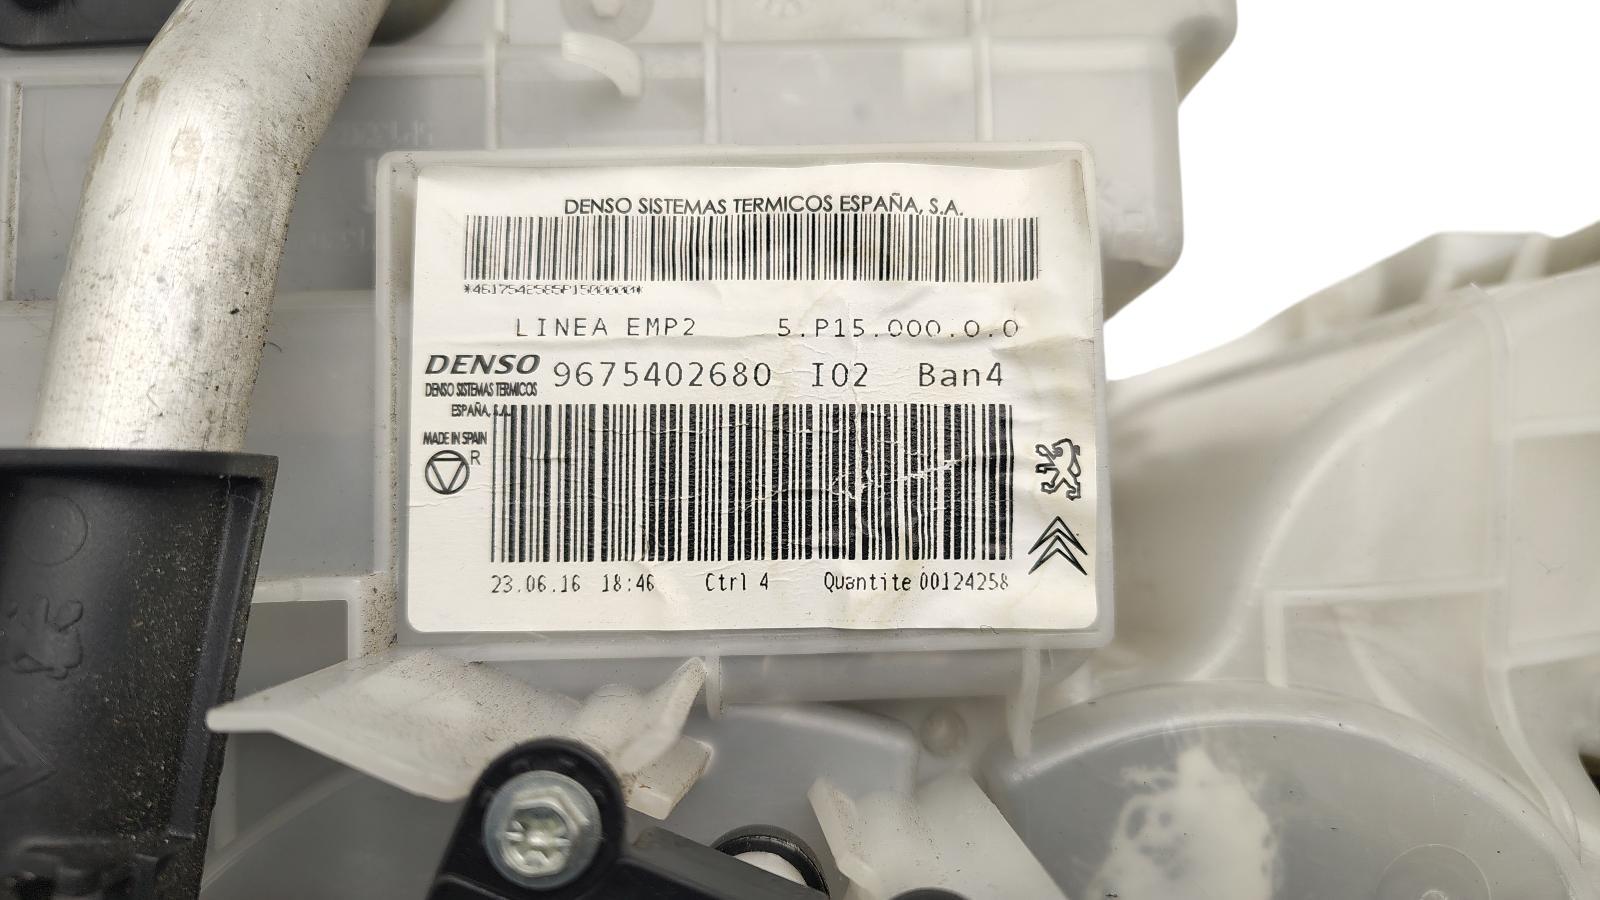 DENSO SISTEMAS TERMICOS ESPAÑA, S.A.
*4617542585P1500000*
LINEA EMP2 5.P15.000.0.0
DENSO 9675402680 I02 Ban4
DENSO SISTEMAS TERMICOS
ESPAÑA, S.A.
MADE IN SPAIN
R
23.06.16 18:46 Ctrl 4 Quantite 00124258